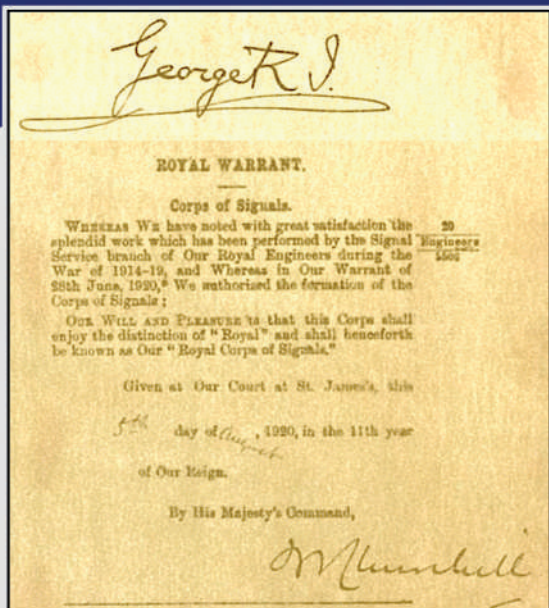 George R I.
ROYAL WARRANT.
Corps of Signals.
WHEREAS WE have noted with great satisfaction the
splendid work which has been performed by the Signal
Service branch of Our Royal Engineers during the
War of 1914-19, and Whereas in Our Warrant of
28th June, 1920,* We authorised the formation of the
Corps of Signals;
20
Engineers
OUR WILL AND PLEASURE is that this Corps shall
enjoy the distinction of "Royal" and shall henceforth
be known as Our "Royal Corps of Signals."
Given at Our Court at St. James's, this
5th day of August, 1920, in the 11th year
of Our Reign.
By His Majesty's Command,